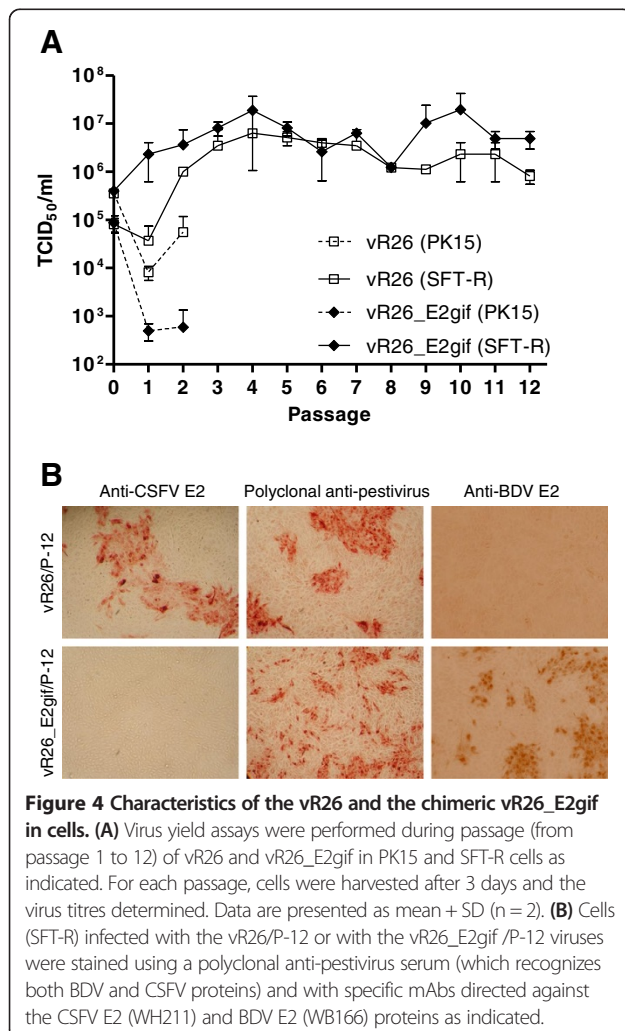 A
10⁸
10⁷
10⁶
10⁵
10⁴
10³
10²
TCID₅₀/ml
0 1 2 3 4 5 6 7 8 9 10 11 12
Passage
vR26 (PK15)
vR26 (SFT-R)
vR26_E2gif (PK15)
vR26_E2gif (SFT-R)
B
Anti-CSFV E2 Polyclonal anti-pestivirus Anti-BDV E2
vR26/P-12
vR26_E2gif/P-12
Figure 4 Characteristics of the vR26 and the chimeric vR26_E2gif
in cells. (A) Virus yield assays were performed during passage (from
passage 1 to 12) of vR26 and vR26_E2gif in PK15 and SFT-R cells as
indicated. For each passage, cells were harvested after 3 days and the
virus titres determined. Data are presented as mean + SD (n = 2). (B) Cells
(SFT-R) infected with the vR26/P-12 or with the vR26_E2gif /P-12 viruses
were stained using a polyclonal anti-pestivirus serum (which recognizes
both BDV and CSFV proteins) and with specific mAbs directed against
the CSFV E2 (WH211) and BDV E2 (WB166) proteins as indicated.